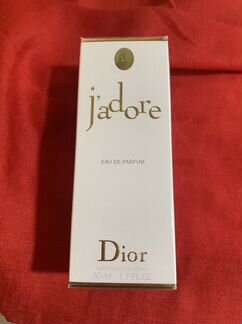 j'adore
EAU DE PARFUM
Dior
50 ml - 1.7 FL.OZ